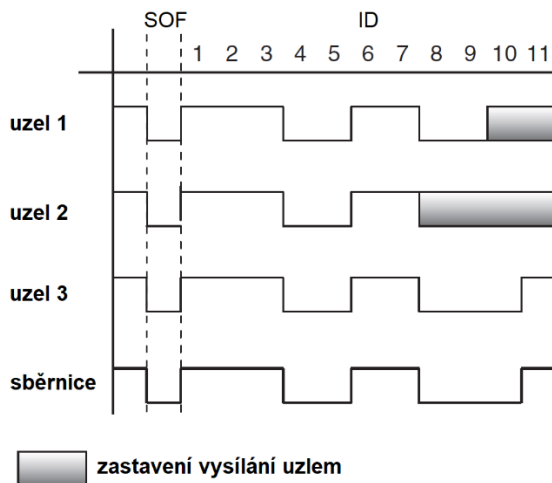 SOF ID
1 2 3 4 5 6 7 8 9 10 11
uzel 1
uzel 2
uzel 3
sběrnice
zastavení vysílání uzlem